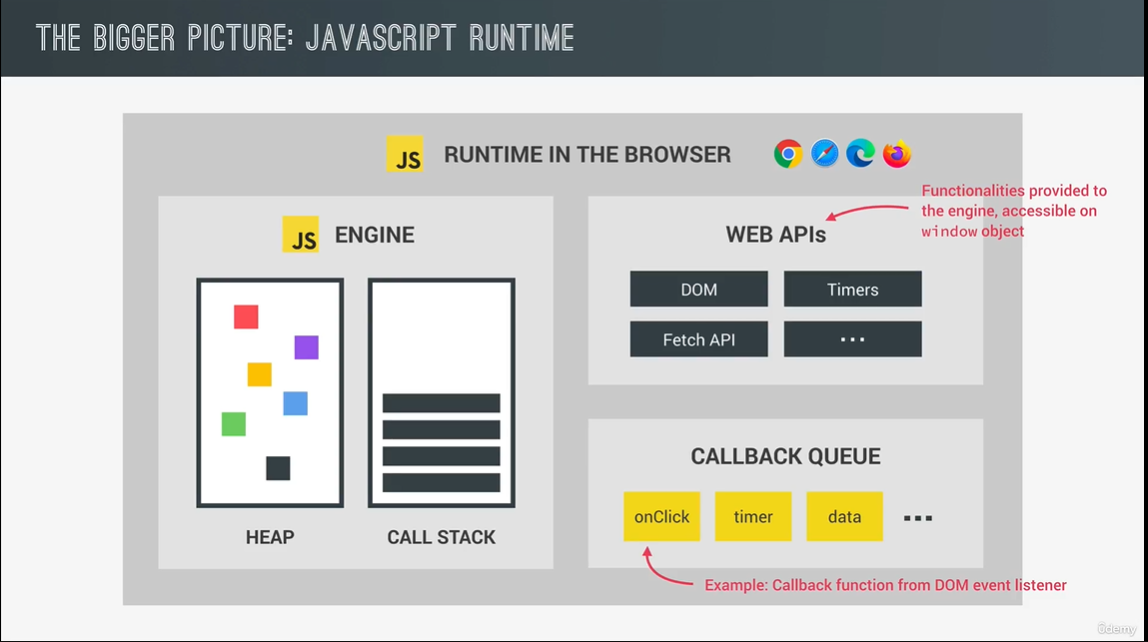 THE BIGGER PICTURE: JAVASCRIPT RUNTIME
JS RUNTIME IN THE BROWSER
JS ENGINE
HEAP
CALL STACK
WEB APIs
Functionalities provided to
the engine, accessible on
window object
DOM
Timers
Fetch API
...
CALLBACK QUEUE
onClick
timer
data
...
Example: Callback function from DOM event listener
ûdemy